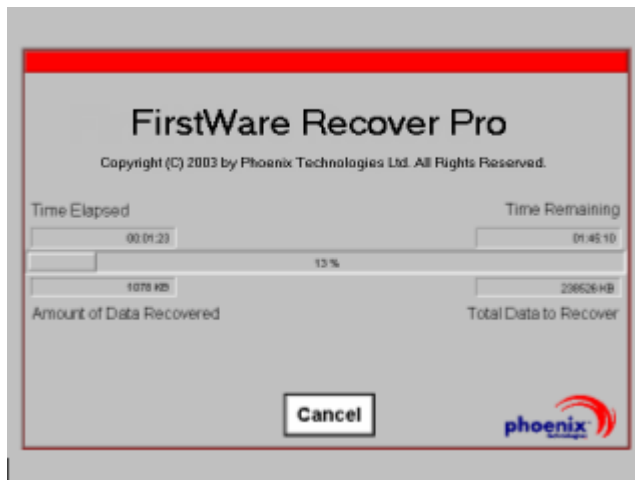 FirstWare Recover Pro
Copyright (C) 2003 by Phoenix Technologies Ltd. All Rights Reserved.
Time Elapsed Time Remaining
00:01:23 01:45:10
13 %
1078 KB 238526 KB
Amount of Data Recovered Total Data to Recover
Cancel
phoenix
technologies